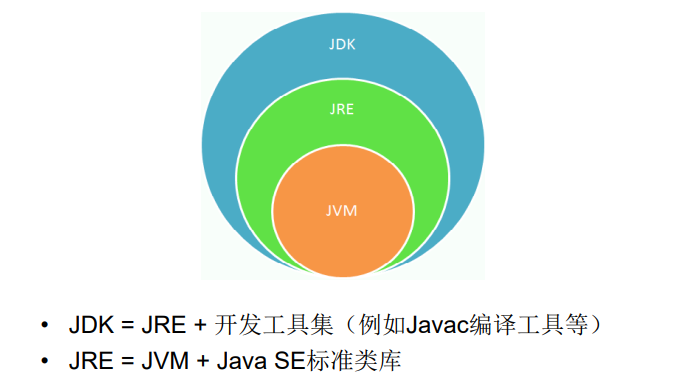 JDK
JRE
JVM
• JDK = JRE + 开发工具集（例如Javac编译工具等）
• JRE = JVM + Java SE标准类库